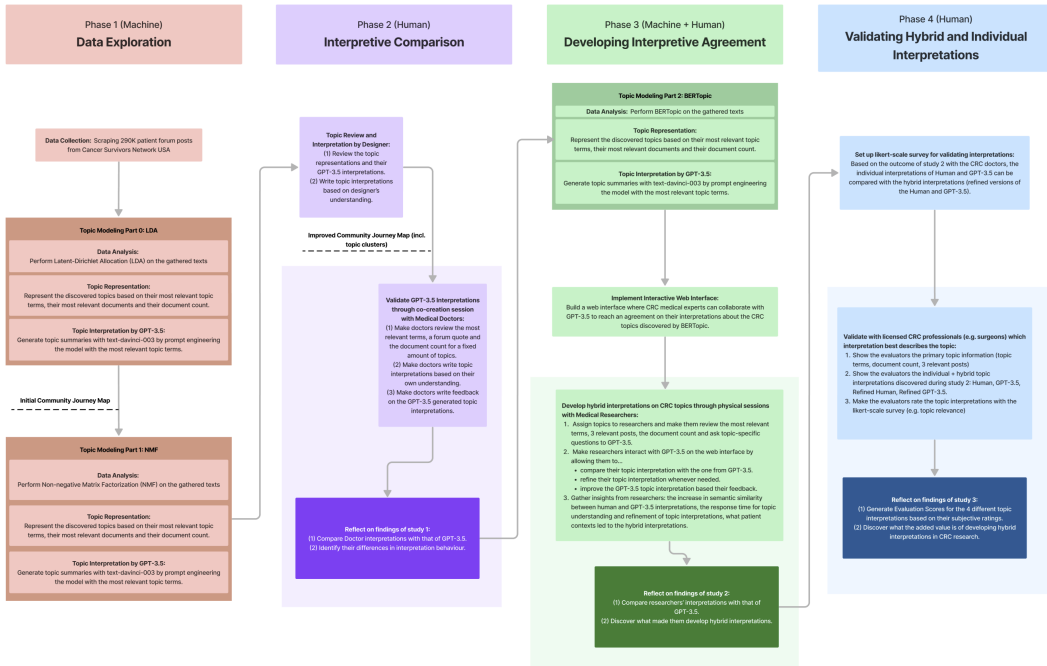 Phase 1 (Machine)
Data Exploration
Data Collection: Scraping 290K patient forum posts
from Cancer Survivors Network USA
Topic Modeling Part 0: LDA
Data Analysis:
Perform Latent-Dirichlet Allocation (LDA) on the gathered texts
Topic Representation:
Represent the discovered topics based on their most relevant topic
terms, their most relevant documents and their document count.
Topic Interpretation by GPT-3.5:
Generate topic summaries with text-davinci-003 by prompt engineering
the model with the most relevant topic terms.
Initial Community Journey Map
Topic Modeling Part 1: NMF
Data Analysis:
Perform Non-negative Matrix Factorization (NMF) on the gathered texts
Topic Representation:
Represent the discovered topics based on their most relevant topic
terms, their most relevant documents and their document count.
Topic Interpretation by GPT-3.5:
Generate topic summaries with text-davinci-003 by prompt engineering
the model with the most relevant topic terms.
Phase 2 (Human)
Interpretive Comparison
Topic Review and
Interpretation by Designer:
(1) Review the topic
representations and their
GPT-3.5 interpretations.
(2) Write topic interpretations
based on designer's
understanding.
Improved Community Journey Map (incl.
topic clusters)
Validate GPT-3.5 Interpretations
through co-creation session
with Medical Doctors:
(1) Make doctors review the most
relevant terms, a forum quote and
the document count for a fixed
amount of topics.
(2) Make doctors write topic
interpretations based on their
own understanding.
(3) Make doctors write feedback
on the GPT-3.5 generated topic
interpretations.
Reflect on findings of study 1:
(1) Compare Doctor interpretations with that of GPT-3.5.
(2) Identify their differences in interpretation behaviour.
Phase 3 (Machine + Human)
Developing Interpretive Agreement
Topic Modeling Part 2: BERTopic
Data Analysis: Perform BERTopic on the gathered texts
Topic Representation:
Represent the discovered topics based on their most relevant topic
terms, their most relevant documents and their document count.
Topic Interpretation by GPT-3.5:
Generate topic summaries with text-davinci-003 by prompt engineering
the model with the most relevant topic terms.
Implement Interactive Web Interface:
Build a web interface where CRC medical experts can collaborate with
GPT-3.5 to reach an agreement on their interpretations about the CRC
topics discovered by BERTopic.
Develop hybrid interpretations on CRC topics through physical sessions
with Medical Researchers:
1. Assign topics to researchers and make them review the most relevant
terms, 3 relevant posts, the document count and ask topic-specific
questions to GPT-3.5.
2. Make researchers interact with GPT-3.5 on the web interface by
allowing them to...
• compare their topic interpretation with the one from GPT-3.5.
• refine their topic interpretation whenever needed.
• improve the GPT-3.5 topic interpretation based their feedback.
3. Gather insights from researchers: the increase in semantic similarity
between human and GPT-3.5 interpretations, the response time for topic
understanding and refinement of topic interpretations, what patient
contexts led to the hybrid interpretations.
Reflect on findings of study 2:
(1) Compare researchers' interpretations with that of
GPT-3.5.
(2) Discover what made them develop hybrid interpretations.
Phase 4 (Human)
Validating Hybrid and Individual
Interpretations
Set up likert-scale survey for validating interpretations:
Based on the outcome of study 2 with the CRC doctors, the
individual interpretations of Human and GPT-3.5 can be
compared with the hybrid interpretations (refined versions of
the Human and GPT-3.5).
Validate with licensed CRC professionals (e.g. surgeons) which
interpretation best describes the topic:
1. Show the evaluators the primary topic information (topic
terms, document count, 3 relevant posts)
2. Show the evaluators the individual + hybrid topic
interpretations discovered during study 2: Human, GPT-3.5,
Refined Human, Refined GPT-3.5.
3. Make the evaluators rate the topic interpretations with the
likert-scale survey (e.g. topic relevance)
Reflect on findings of study 3:
(1) Generate Evaluation Scores for the 4 different topic
interpretations based on their subjective ratings.
(2) Discover what the added value is of developing hybrid
interpretations in CRC research.